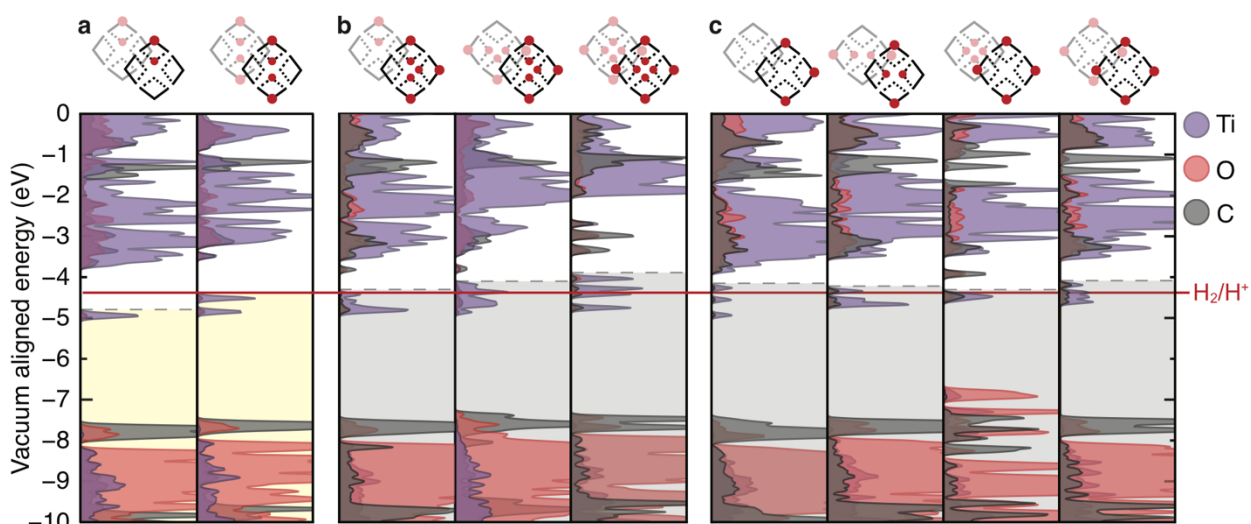 a
b
c
0
−1
−2
−3
−4
−5
−6
−7
−8
−9
−10
Vacuum aligned energy (eV)
Ti
O
C
H₂/H⁺